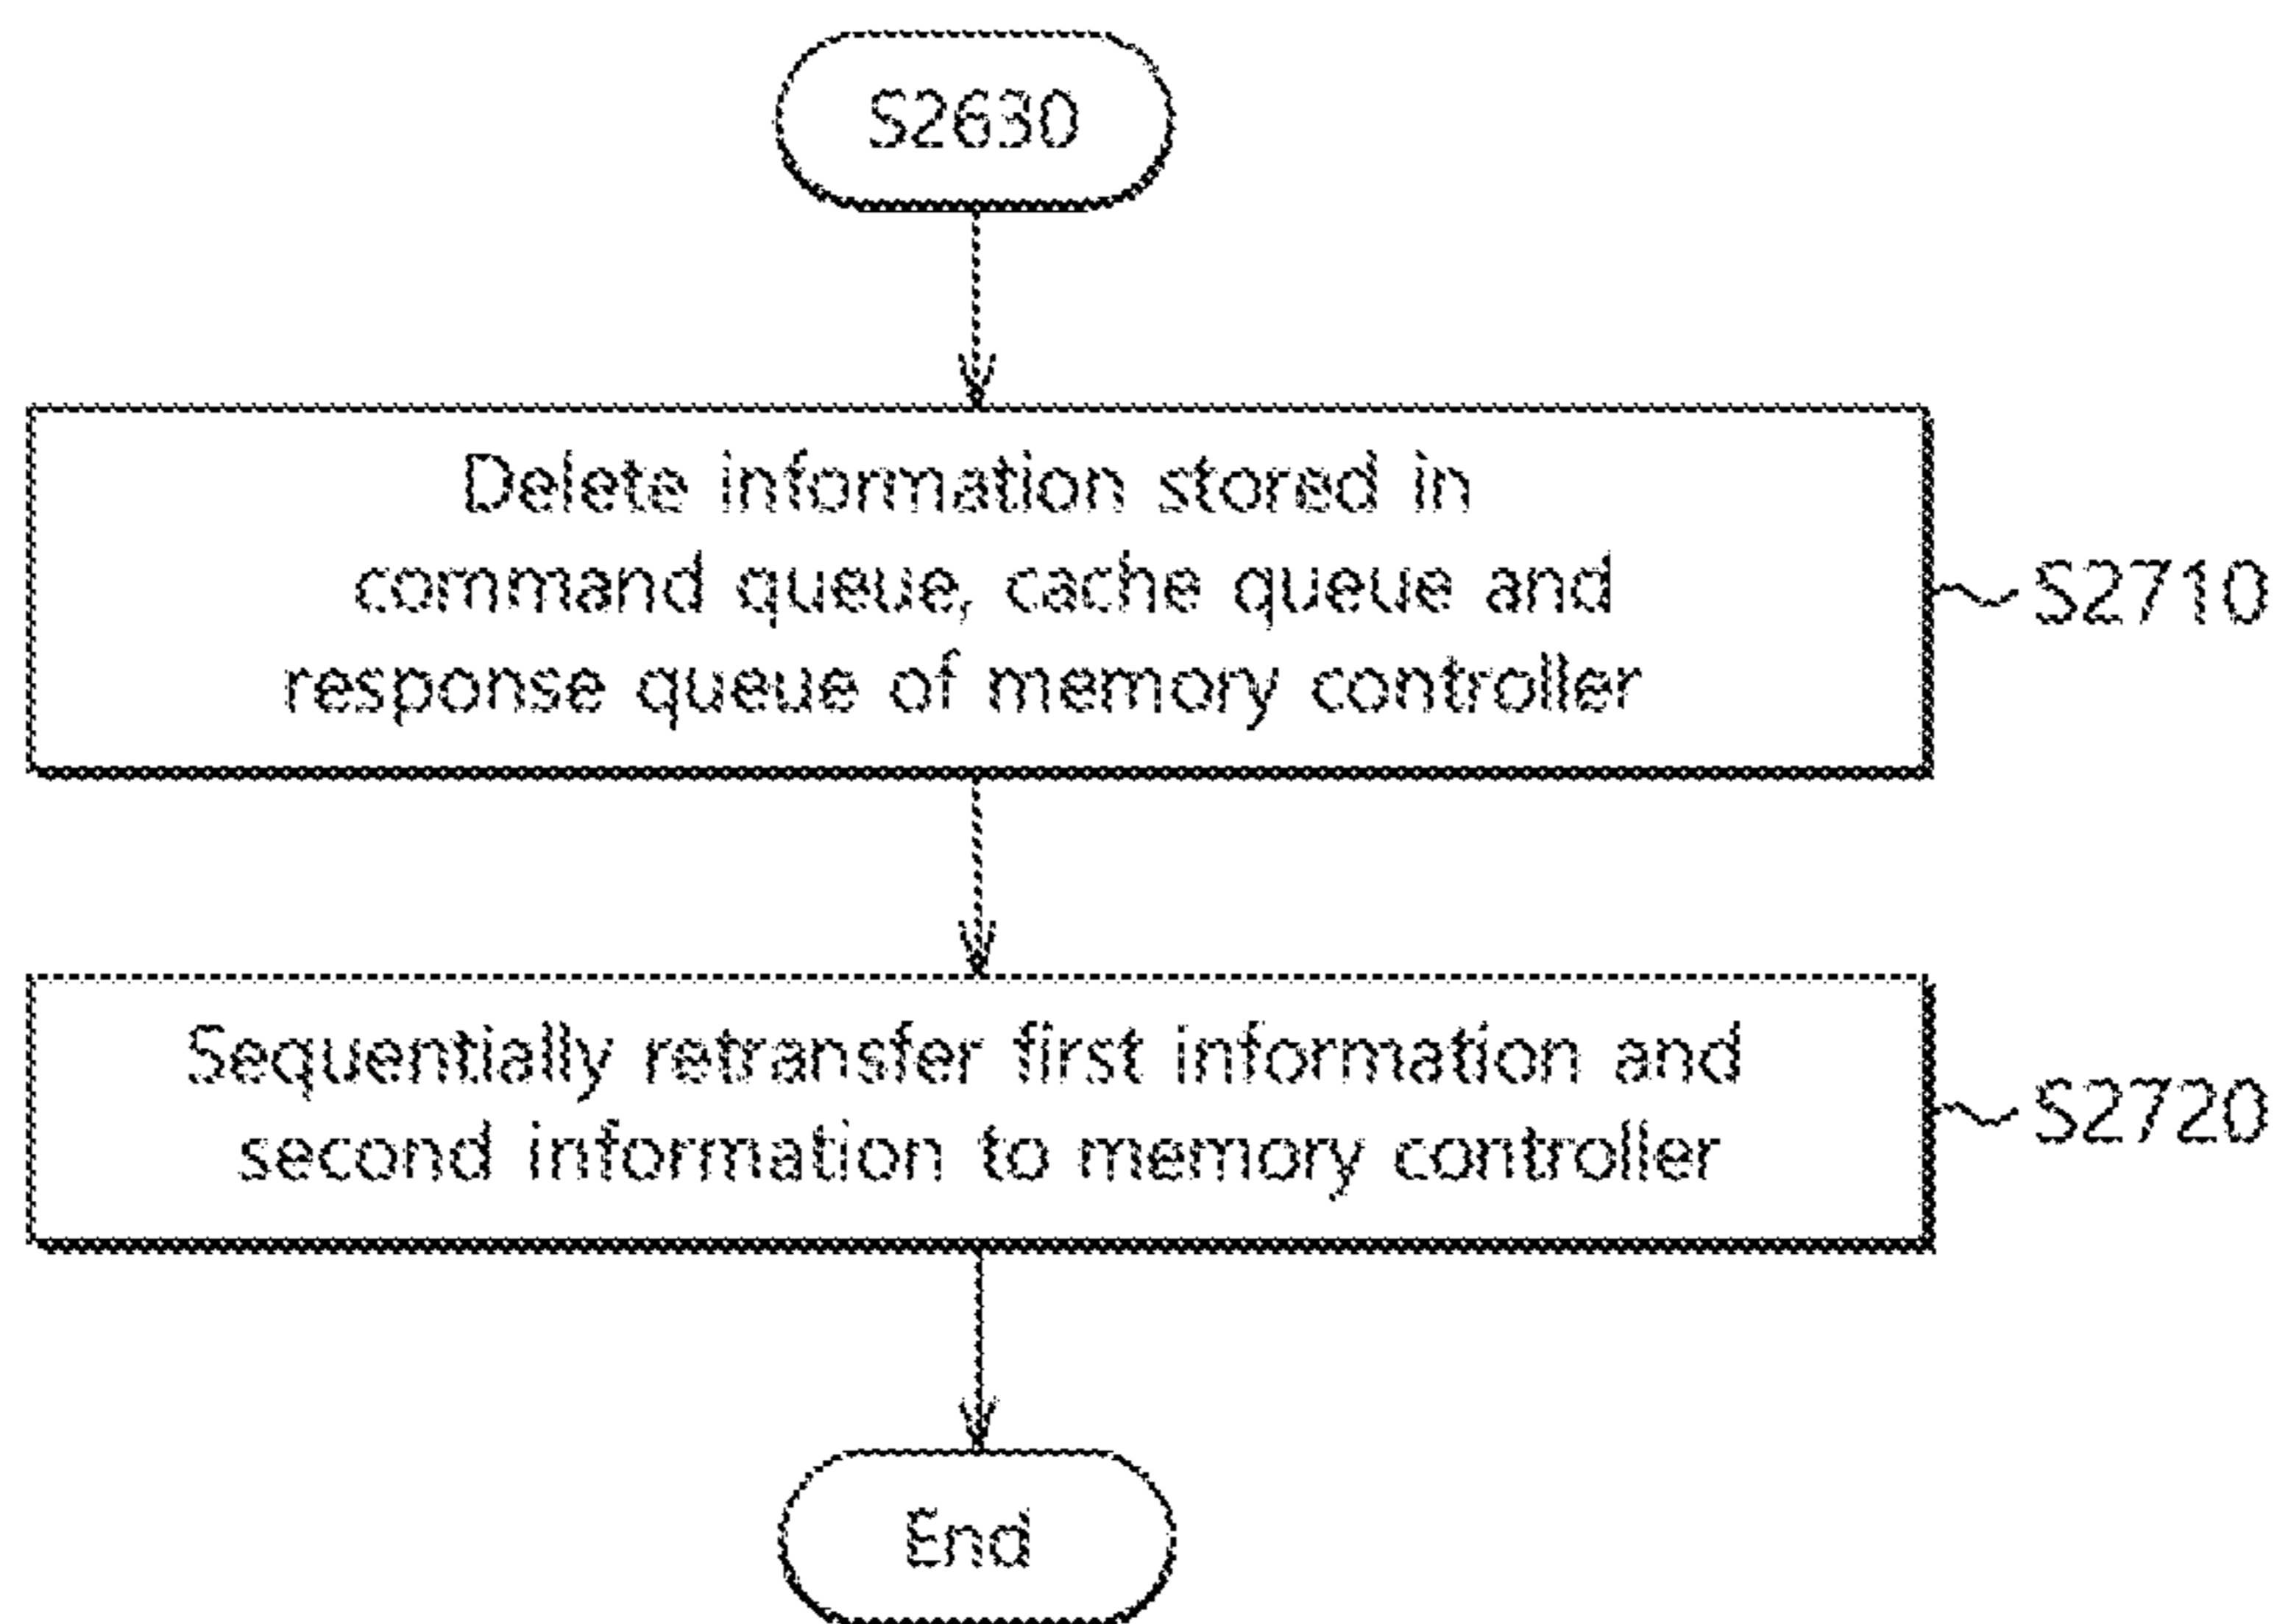 S2630
Delete information stored in
command queue, cache queue and
response queue of memory controller
S2710
Sequentially retransfer first information and
second information to memory controller
S2720
End